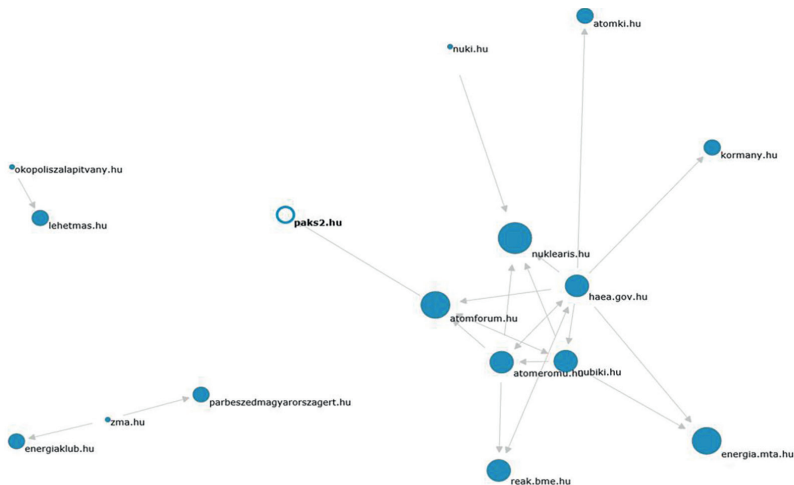 atomki.hu
nuki.hu
kormany.hu
okopoliszalapitvany.hu
lehetmas.hu
paks2.hu
nuklearis.hu
haea.gov.hu
atomforum.hu
atomeromu.hu
nubiki.hu
parbeszedmagyarorszagert.hu
zma.hu
energiaklub.hu
energia.mta.hu
reak.bme.hu